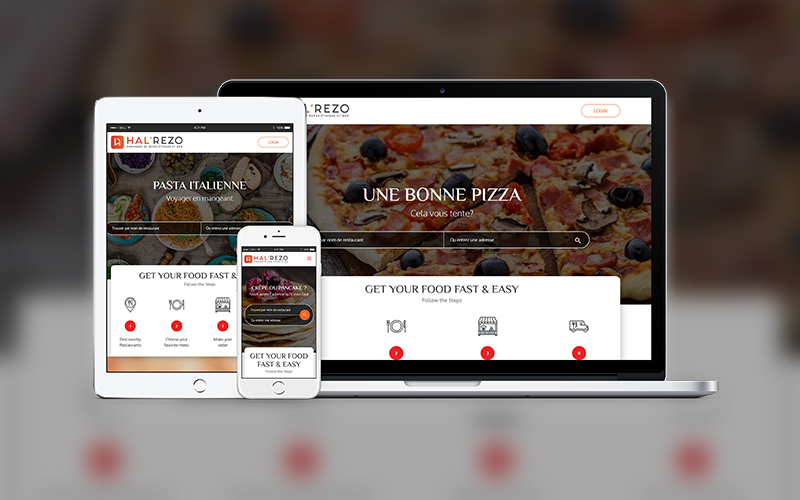 HAL'REZO
LOGIN
PASTA ITALIENNE
Voyager en mangeant
Trouver par nom de restaurant
Ou entrez une adresse
GET YOUR FOOD FAST &
Follow the Steps
1
2
3
Find nearby
Restaurants
Choose your
favorite menu
Make your
order
HAL'REZO
CRÊPE OU PANCAKE ?
Trouver par nom de restaurant
Ou entrez une adresse
GET YOUR FOOD
FAST & EASY
Follow the Steps
L'REZO
LOGIN
UNE BONNE PIZZA
Cela vous tente?
par nom de restaurant
Ou entrez une adresse
GET YOUR FOOD FAST & EASY
Follow the Steps
2
3
4